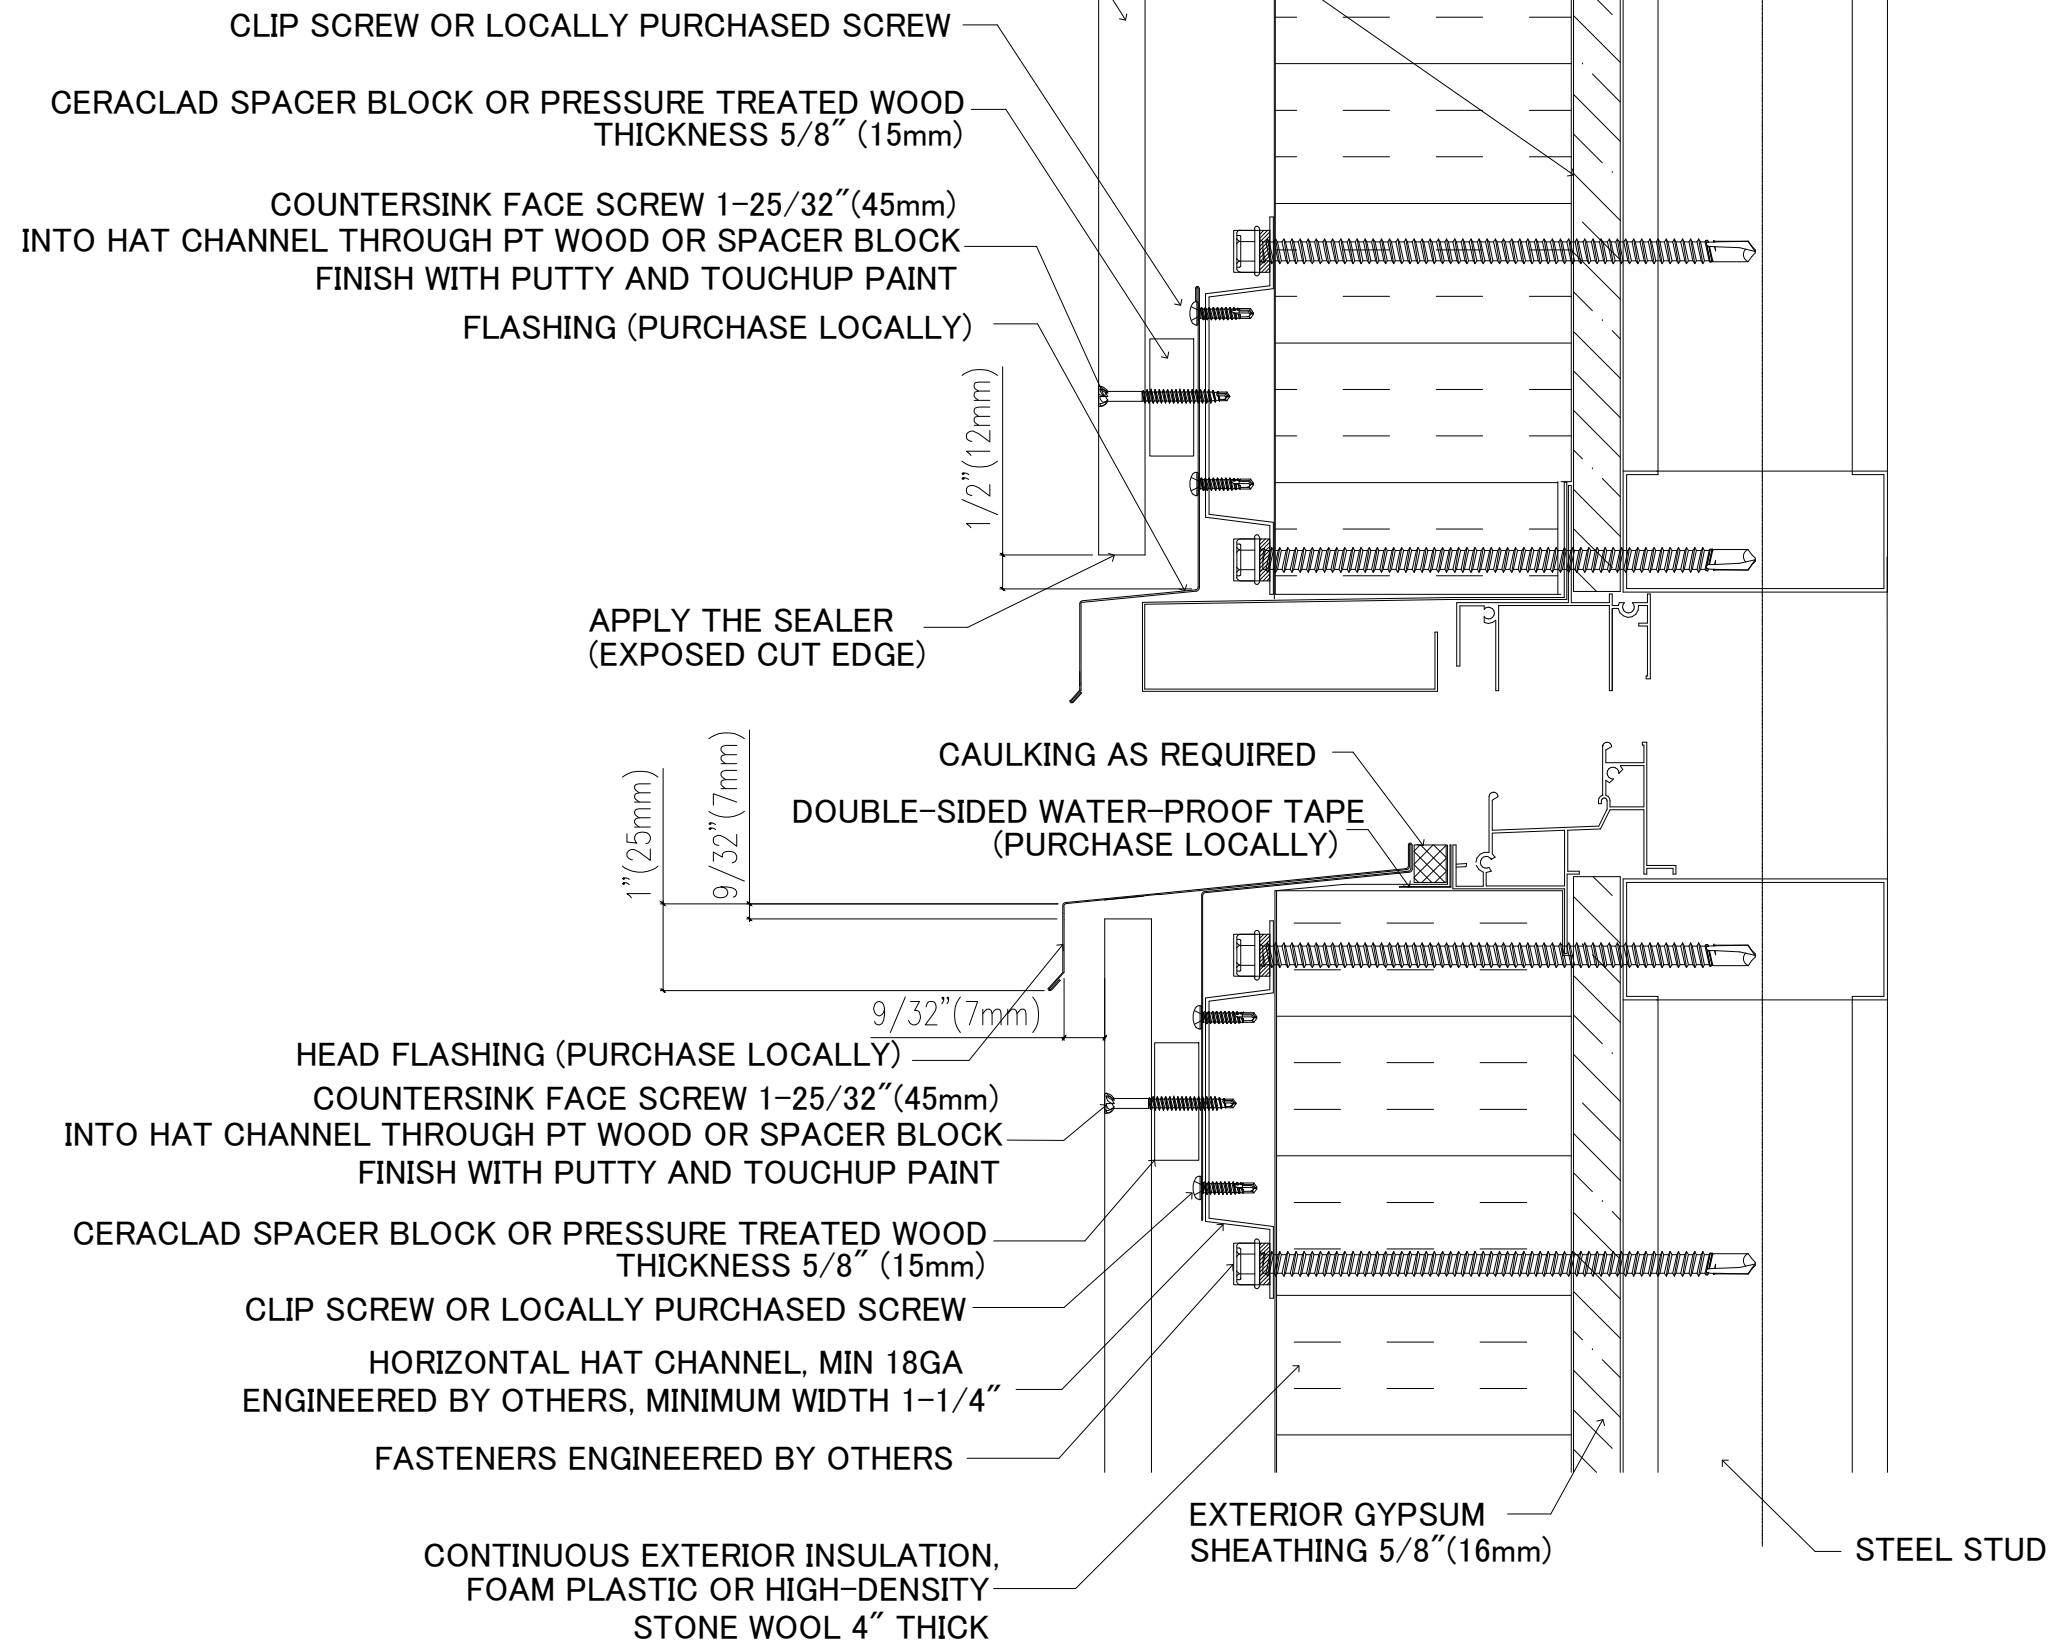 CLIP SCREW OR LOCALLY PURCHASED SCREW
CERACLAD SPACER BLOCK OR PRESSURE TREATED WOOD
THICKNESS 5/8" (15mm)
COUNTERSINK FACE SCREW 1-25/32"(45mm)
INTO HAT CHANNEL THROUGH PT WOOD OR SPACER BLOCK
FINISH WITH PUTTY AND TOUCHUP PAINT
FLASHING (PURCHASE LOCALLY)
1/2"(12mm)
APPLY THE SEALER
(EXPOSED CUT EDGE)
CAULKING AS REQUIRED
DOUBLE-SIDED WATER-PROOF TAPE
(PURCHASE LOCALLY)
1"(25mm)
9/32"(7mm)
9/32"(7mm)
HEAD FLASHING (PURCHASE LOCALLY)
COUNTERSINK FACE SCREW 1-25/32"(45mm)
INTO HAT CHANNEL THROUGH PT WOOD OR SPACER BLOCK
FINISH WITH PUTTY AND TOUCHUP PAINT
CERACLAD SPACER BLOCK OR PRESSURE TREATED WOOD
THICKNESS 5/8" (15mm)
CLIP SCREW OR LOCALLY PURCHASED SCREW
HORIZONTAL HAT CHANNEL, MIN 18GA
ENGINEERED BY OTHERS, MINIMUM WIDTH 1-1/4"
FASTENERS ENGINEERED BY OTHERS
EXTERIOR GYPSUM
SHEATHING 5/8"(16mm)
STEEL STUD
CONTINUOUS EXTERIOR INSULATION,
FOAM PLASTIC OR HIGH-DENSITY
STONE WOOL 4" THICK